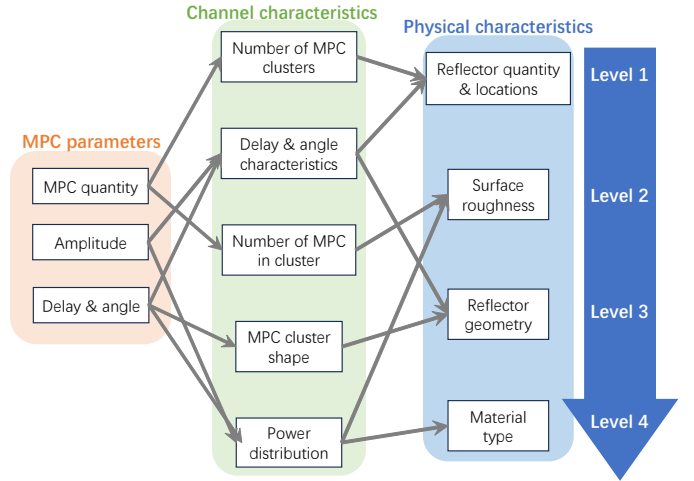 Channel characteristics
Physical characteristics
MPC parameters
MPC quantity
Amplitude
Delay & angle
Number of MPC
clusters
Delay & angle
characteristics
Number of MPC
in cluster
MPC cluster
shape
Power
distribution
Reflector quantity
& locations
Surface
roughness
Reflector
geometry
Material
type
Level 1
Level 2
Level 3
Level 4